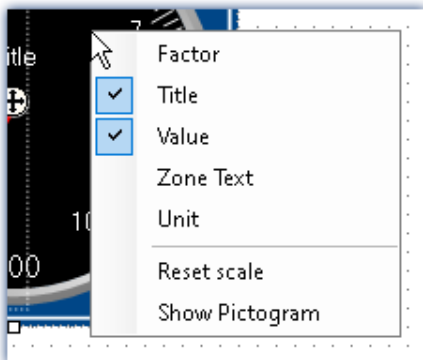 7
itle
Factor
Title
Value
Zone Text
Unit
10
00
Reset scale
Show Pictogram